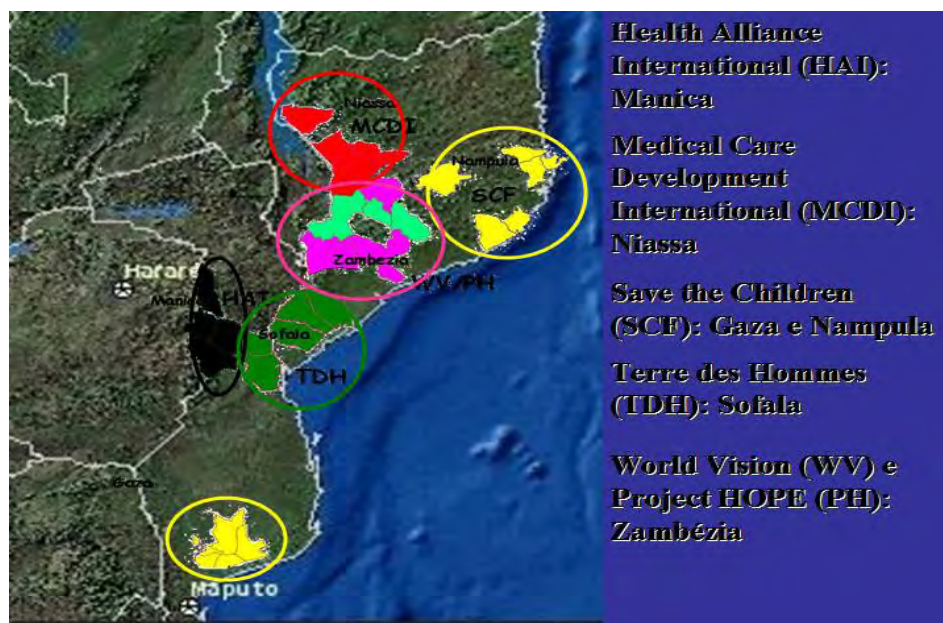 Niassa
MCDI
Nampula
SCF
Zambezia
WV/PH
Harare
Manica
HAI
Sofala
TDH
Gaza
Maputo
Health Alliance
International (HAI):
Manica
Medical Care
Development
International (MCDI):
Niassa
Save the Children
(SCF): Gaza e Nampula
Terre des Hommes
(TDH): Sofala
World Vision (WV) e
Project HOPE (PH):
Zambézia